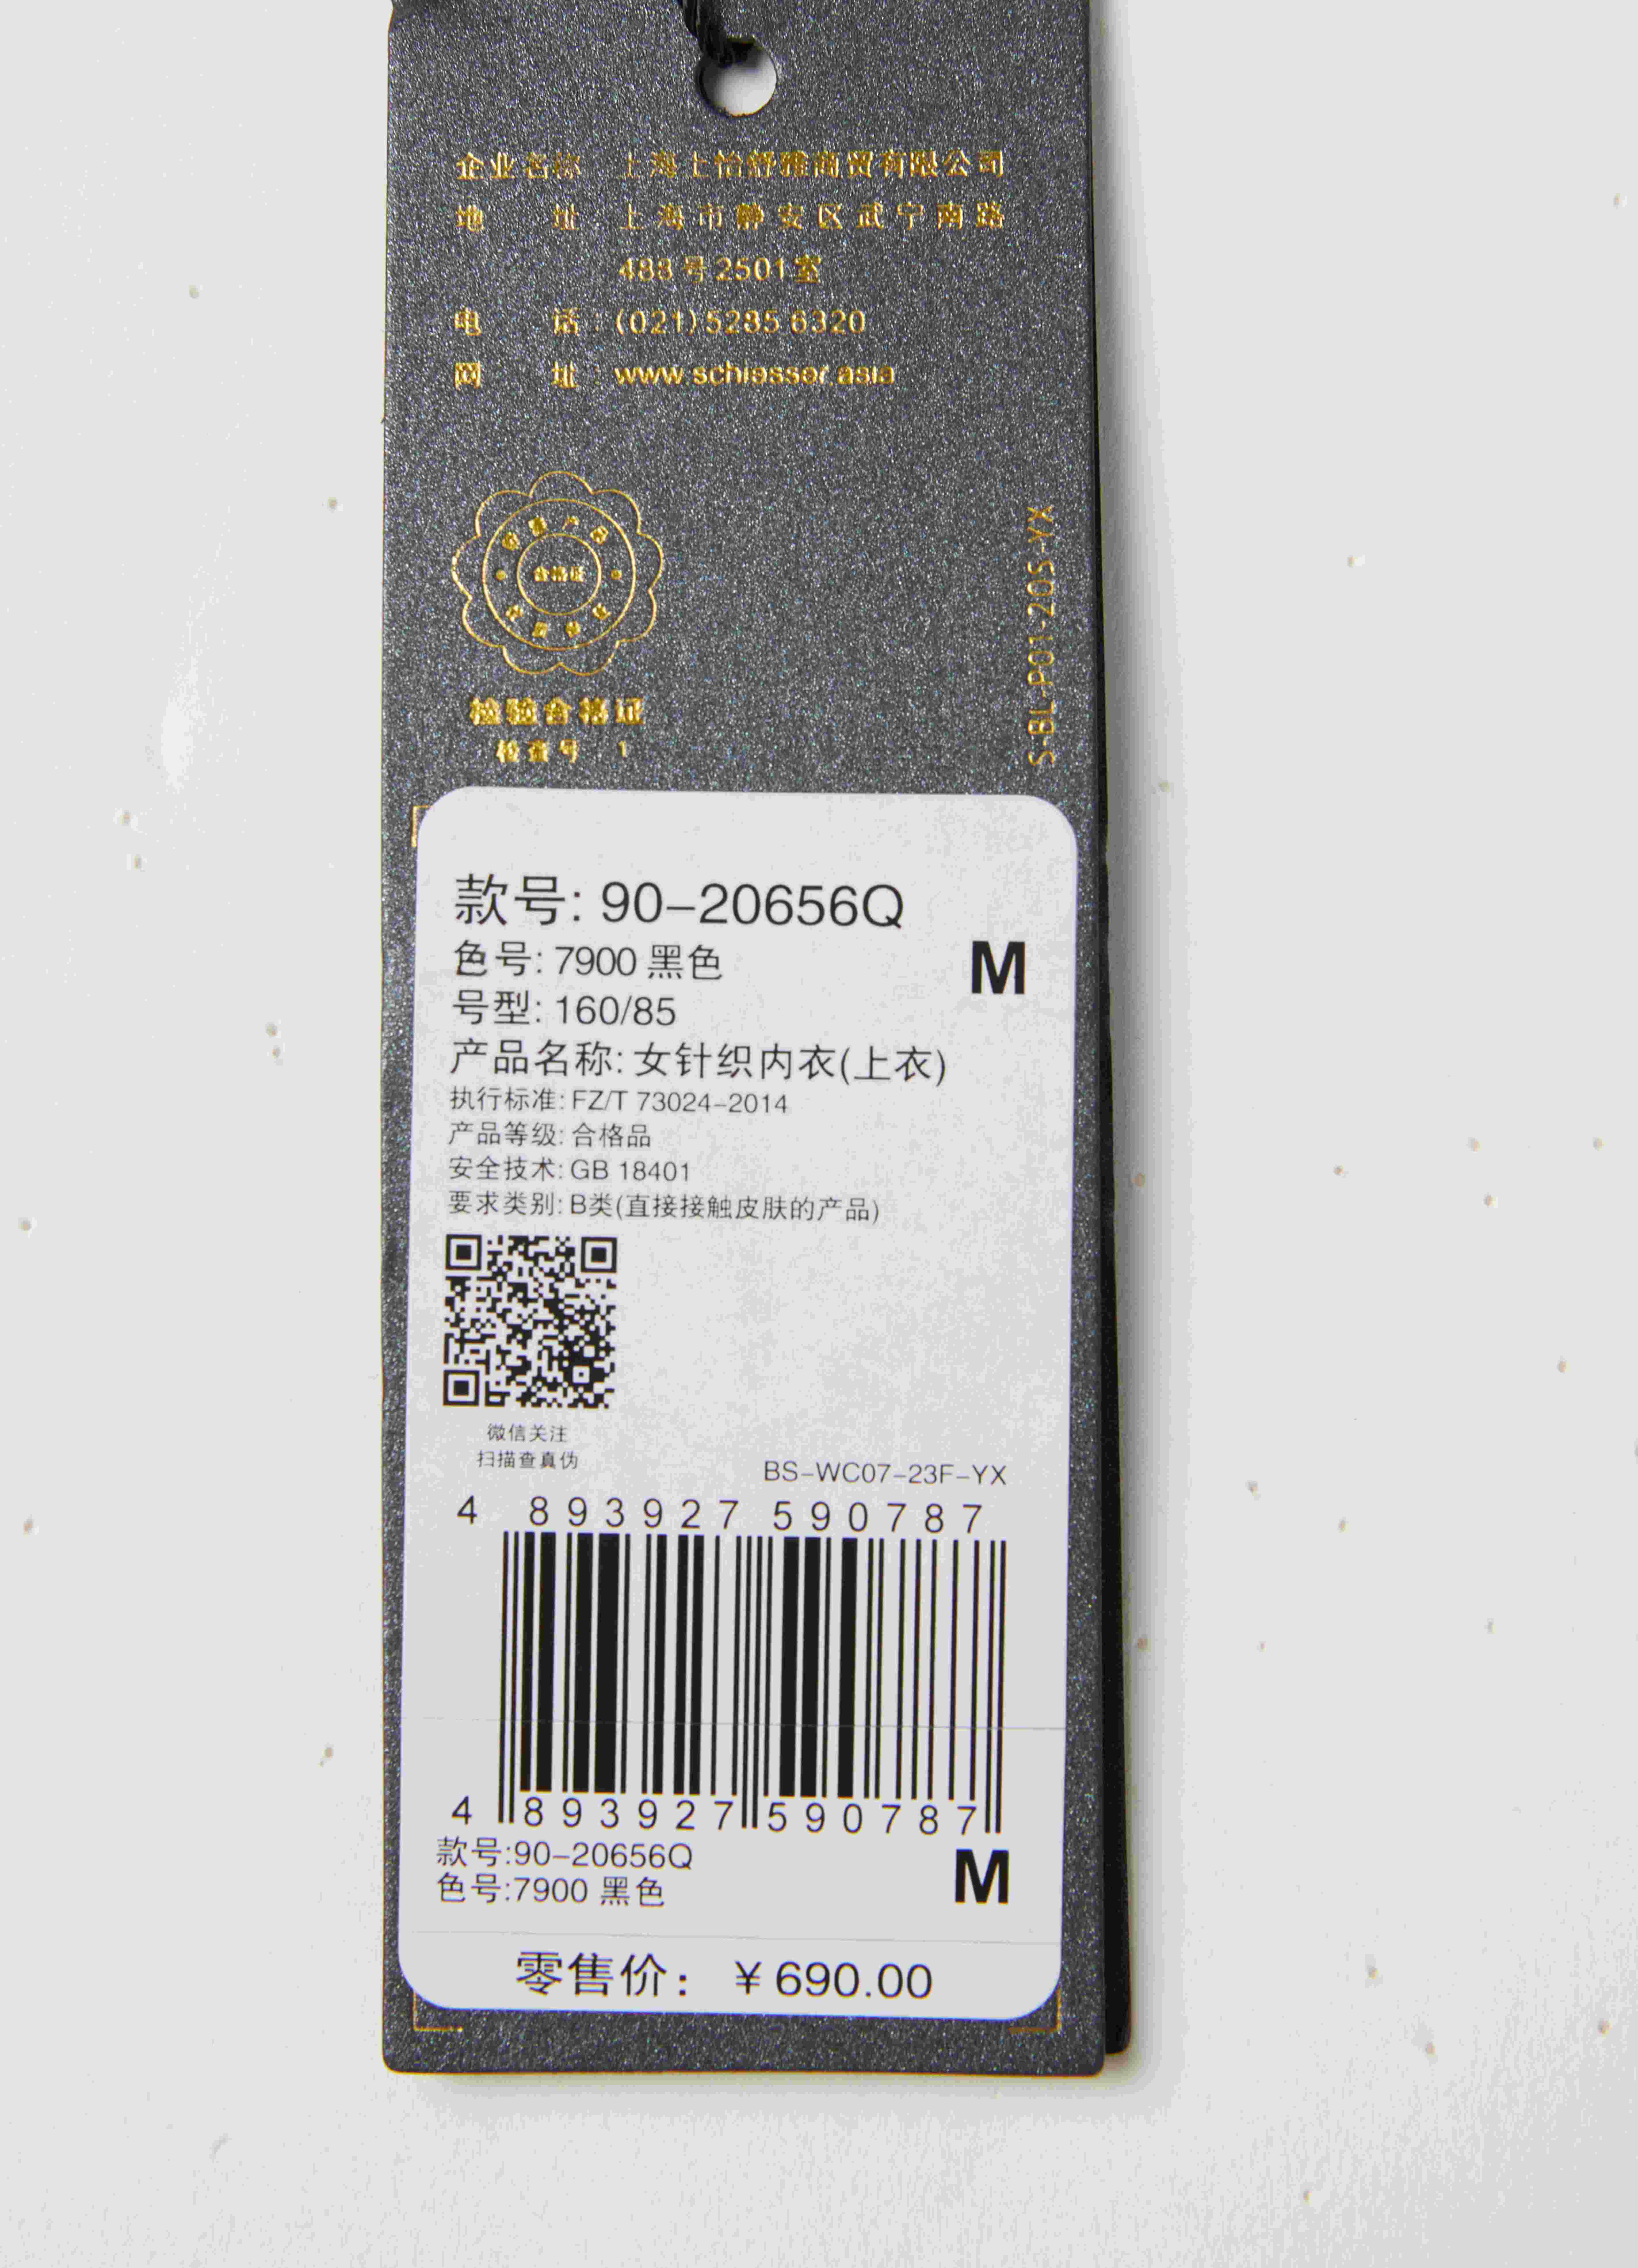 企业名称：上海上怡舒雅商贸有限公司
地　　址：上海市静安区武宁南路
488号2501室
电　　话：(021)5285 6320
网　　址：www.schiesser.asia
合格证
检验合格证
检查号　1
S-BL-P01-20S-YX
款号: 90-20656Q
色号: 7900 黑色
M
号型: 160/85
产品名称: 女针织内衣(上衣)
执行标准: FZ/T 73024-2014
产品等级: 合格品
安全技术: GB 18401
要求类别: B类(直接接触皮肤的产品)
微信关注
扫描查真伪
BS-WC07-23F-YX
4 893927 590787
4 893927 590787
款号:90-20656Q
色号:7900 黑色
M
零售价： ￥690.00